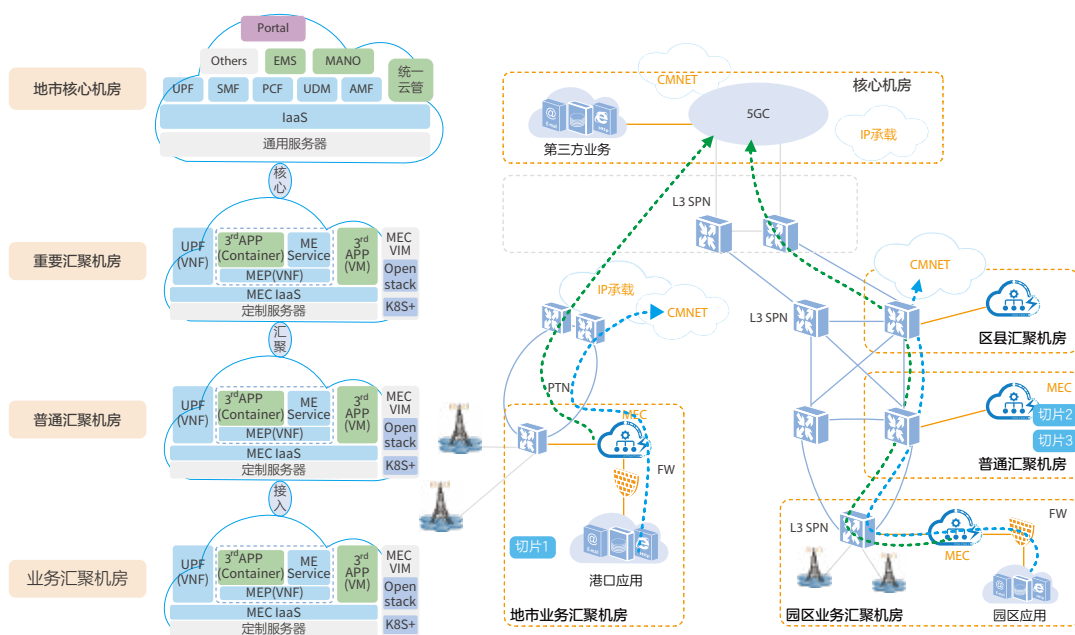 Portal
Others
EMS
MANO
统一
云管
UPF
SMF
PCF
UDM
AMF
IaaS
通用服务器
地市核心机房
核心
重要汇聚机房
UPF
(VNF)
3rdAPP
(Container)
ME
Service
MEP(VNF)
3rd
APP
(VM)
MEC
VIM
Open
stack
K8S+
MEC IaaS
定制服务器
汇聚
普通汇聚机房
UPF
(VNF)
3rdAPP
(Container)
ME
Service
MEP(VNF)
3rd
APP
(VM)
MEC
VIM
Open
stack
K8S+
MEC IaaS
定制服务器
接入
业务汇聚机房
UPF
(VNF)
3rdAPP
(Container)
ME
Service
MEP(VNF)
3rd
APP
(VM)
MEC
VIM
Open
stack
K8S+
MEC IaaS
定制服务器
CMNET
核心机房
5GC
IP承载
第三方业务
L3 SPN
IP承载
CMNET
PTN
MEC
FW
切片1
港口应用
地市业务汇聚机房
CMNET
L3 SPN
区县汇聚机房
MEC
切片2
切片3
普通汇聚机房
L3 SPN
FW
MEC
园区业务汇聚机房
园区应用